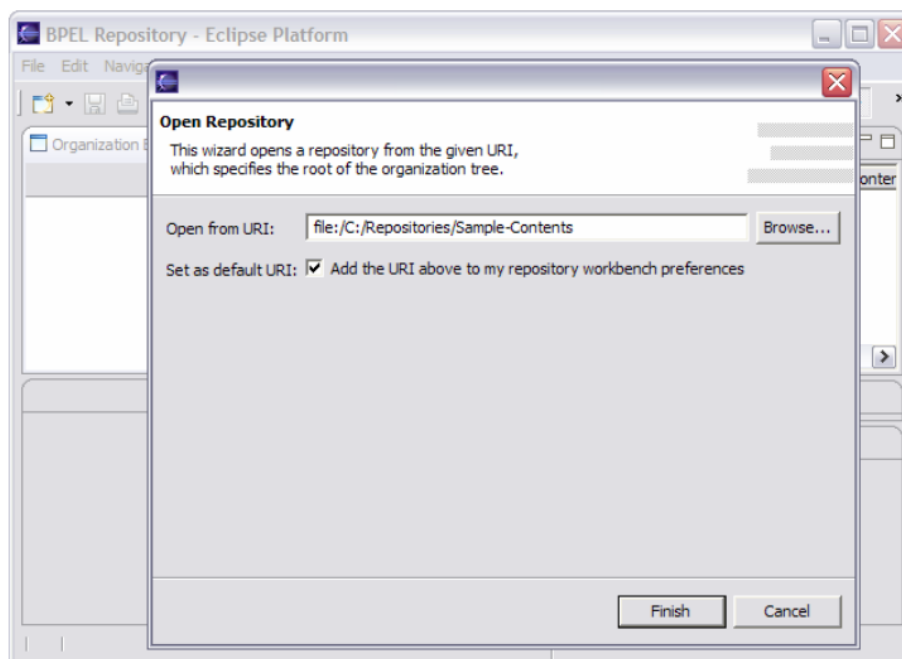 BPEL Repository - Eclipse Platform
File Edit
Open Repository
This wizard opens a repository from the given URI,
which specifies the root of the organization tree.
Organization
Open from URI: file:/C:/Repositories/Sample-Contents Browse...
Set as default URI: Add the URI above to my repository workbench preferences
Finish Cancel